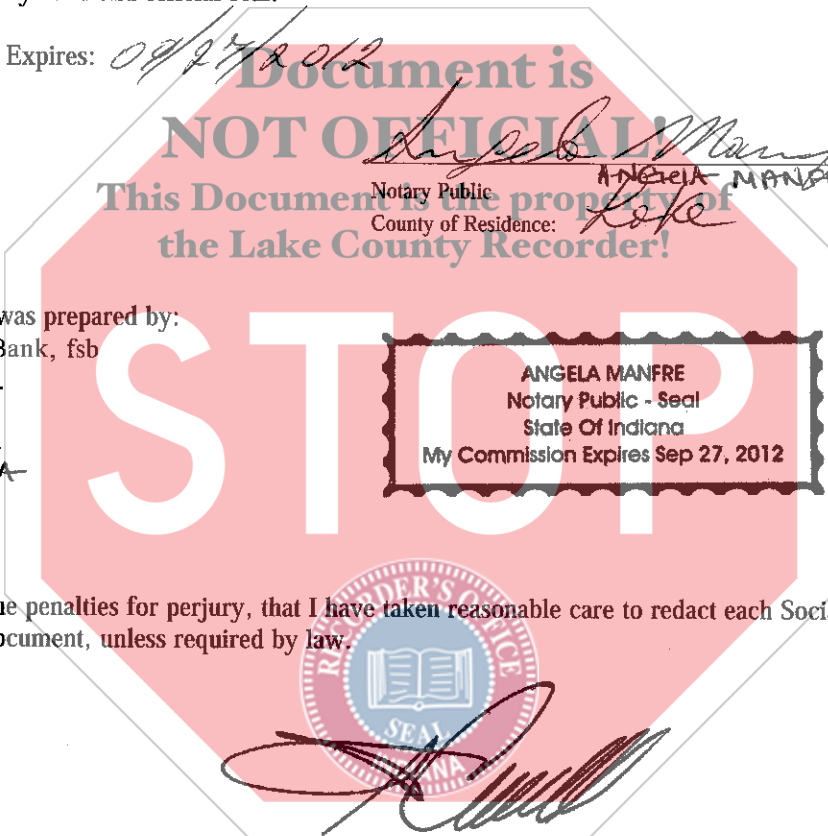 Expires: 09/27/2012
Document is
NOT OFFICIAL!
ANGELA MANF
Notary Public
This Document is the property of
County of Residence: Lake
the Lake County Recorder!
was prepared by:
Bank, fsb
STOP
ANGELA MANFRE
Notary Public - Seal
State Of Indiana
My Commission Expires Sep 27, 2012
e penalties for perjury, that I have taken reasonable care to redact each Socia
ocument, unless required by law.
RECORDER'S OFFICE
SEAL
INDIANA